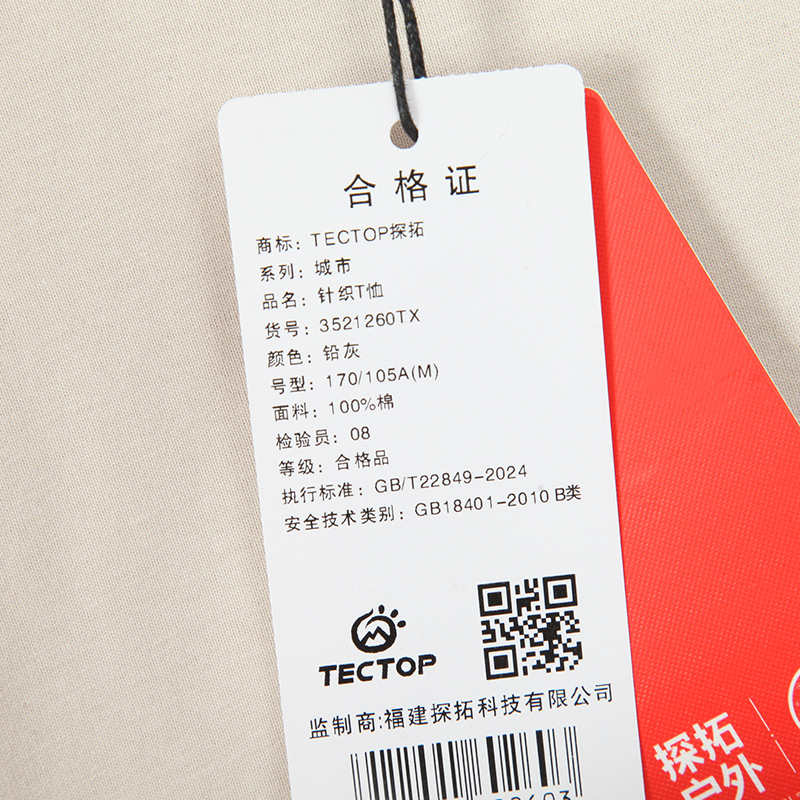 合格证
商标：TECTOP探拓
系列：城市
品名：针织T恤
货号：3521260TX
颜色：铅灰
号型：170/105A(M)
面料：100%棉
检验员：08
等级：合格品
执行标准：GB/T22849-2024
安全技术类别：GB18401-2010 B类
TECTOP
监制商:福建探拓科技有限公司
探拓
户外